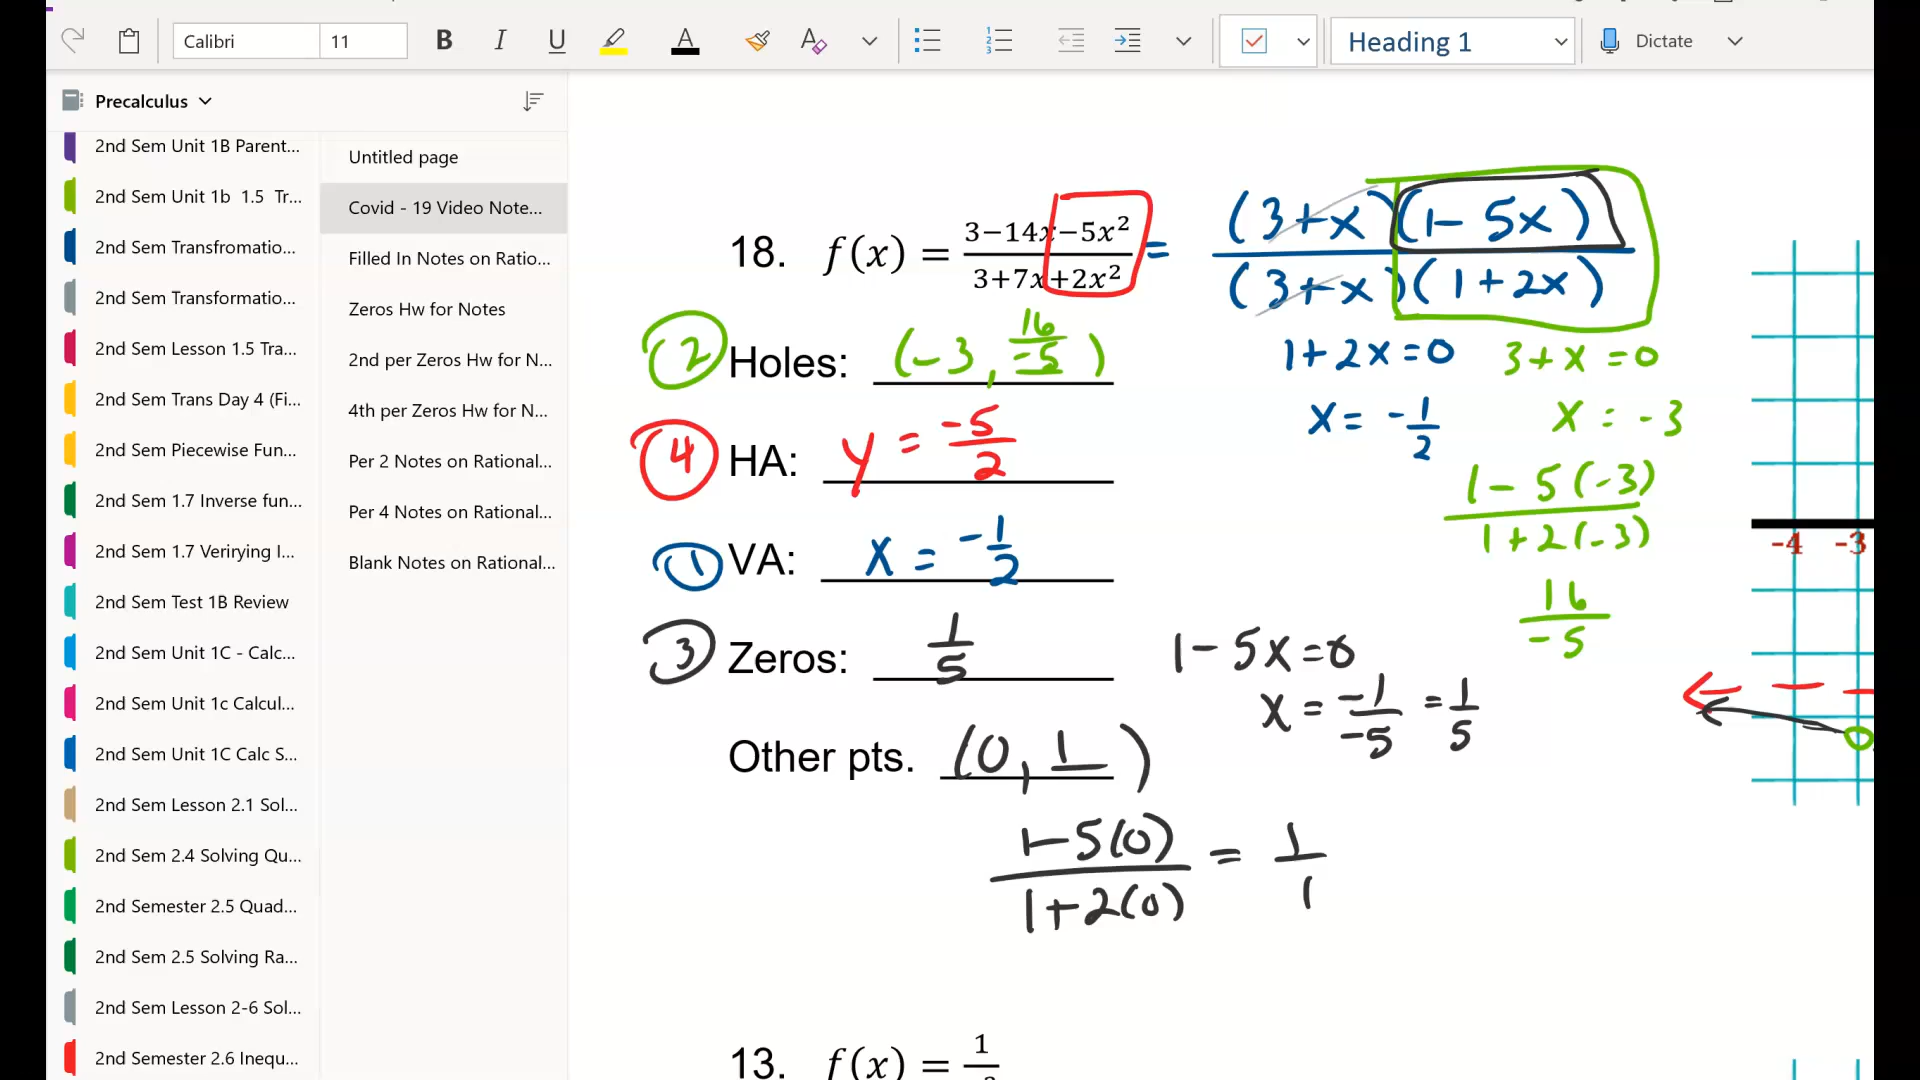 Calibri 11 B I U A A Heading 1 Dictate
Precalculus
2nd Sem Unit 1B Parent...
2nd Sem Unit 1b 1.5 Tr...
2nd Sem Transfromatio...
2nd Sem Transformatio...
2nd Sem Lesson 1.5 Tra...
2nd Sem Trans Day 4 (Fi...
2nd Sem Piecewise Fun...
2nd Sem 1.7 Inverse fun...
2nd Sem 1.7 Verirying I...
2nd Sem Test 1B Review
2nd Sem Unit 1C - Calc...
2nd Sem Unit 1c Calcul...
2nd Sem Unit 1C Calc S...
2nd Sem Lesson 2.1 Sol...
2nd Sem 2.4 Solving Qu...
2nd Semester 2.5 Quad...
2nd Sem 2.5 Solving Ra...
2nd Sem Lesson 2-6 Sol...
2nd Semester 2.6 Inequ...
Untitled page
Covid - 19 Video Note...
Filled In Notes on Ratio...
Zeros Hw for Notes
2nd per Zeros Hw for N...
4th per Zeros Hw for N...
Per 2 Notes on Rational...
Per 4 Notes on Rational...
Blank Notes on Rational...
18. f(x) = (3−14x−5x²)/(3+7x+2x²) = (3+x)(1-5x)/(3+x)(1+2x)
② Holes: (-3, 16/-5)
④ HA: y = -5/2
① VA: x = -1/2
③ Zeros: 1/5
Other pts. (0, 1)
1-5(0)/1+2(0) = 1/1
1+2x=0
x = -1/2
3+x=0
x = -3
1-5(-3)/1+2(-3)
16/-5
1-5x=0
x = -1/-5 = 1/5
-4 -3
13. f(x) = 1